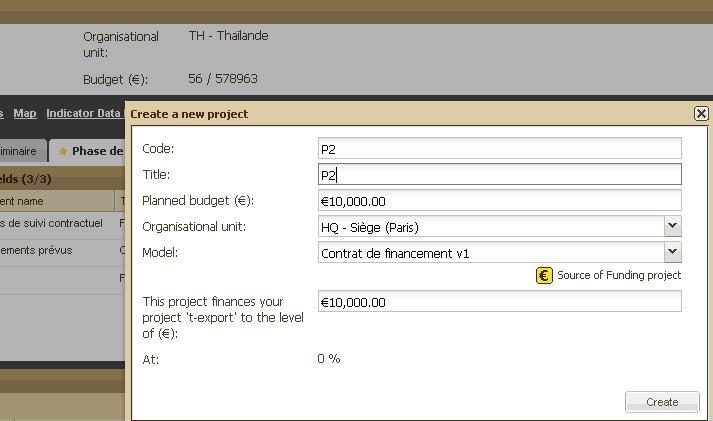 Organisational unit: TH - Thaïlande
Budget (€): 56 / 578963
Map Indicator Data
Create a new project
Phase de
(3/3)
Code: P2
Title: P2
Planned budget (€): €10,000.00
Organisational unit: HQ - Siège (Paris)
Model: Contrat de financement v1
€ Source of Funding project
This project finances your
project 't-export' to the level
of (€): €10,000.00
At: 0 %
Create
ent name
s de suivi contractuel
ements prévus